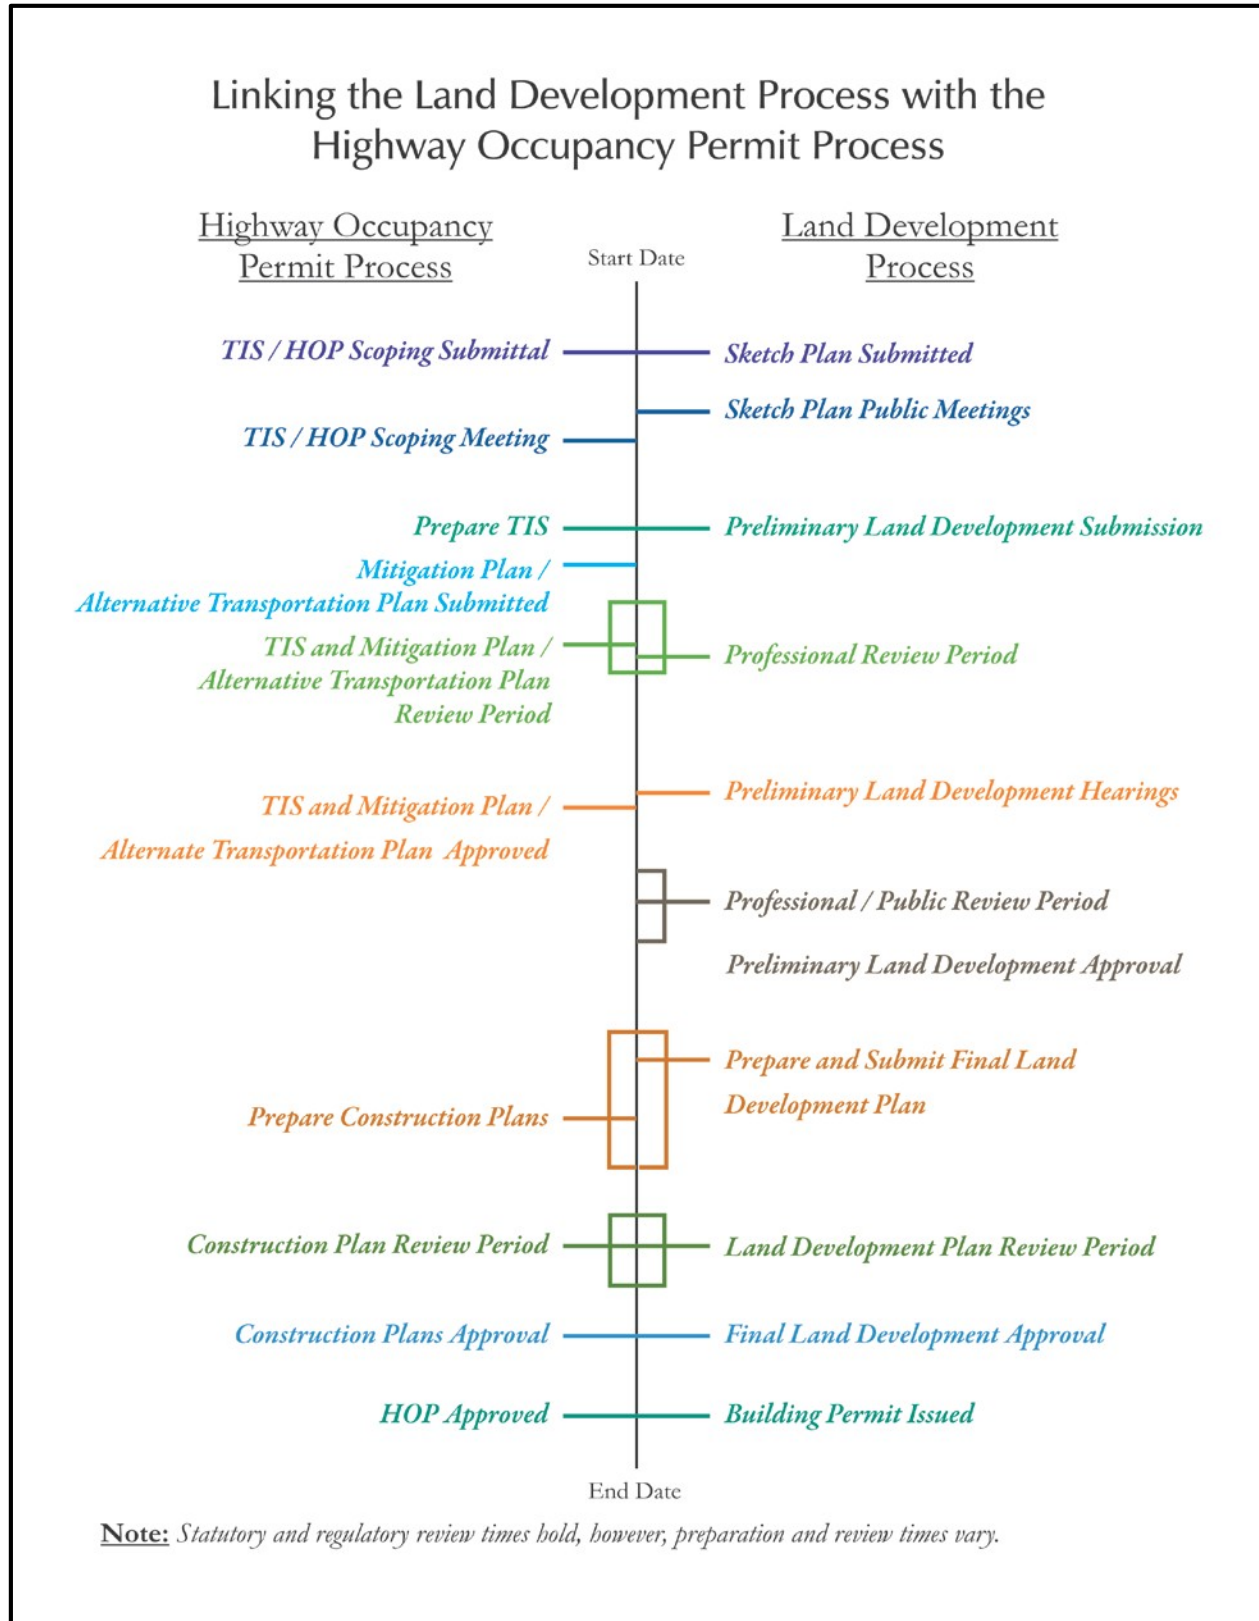 Linking the Land Development Process with the
Highway Occupancy Permit Process
Highway Occupancy
Permit Process
Start Date
Land Development
Process
TIS / HOP Scoping Submittal
Sketch Plan Submitted
Sketch Plan Public Meetings
TIS / HOP Scoping Meeting
Prepare TIS
Preliminary Land Development Submission
Mitigation Plan /
Alternative Transportation Plan Submitted
TIS and Mitigation Plan /
Alternative Transportation Plan
Review Period
Professional Review Period
Preliminary Land Development Hearings
TIS and Mitigation Plan /
Alternate Transportation Plan Approved
Professional / Public Review Period
Preliminary Land Development Approval
Prepare and Submit Final Land
Development Plan
Prepare Construction Plans
Construction Plan Review Period
Land Development Plan Review Period
Construction Plans Approval
Final Land Development Approval
HOP Approved
Building Permit Issued
End Date
Note: Statutory and regulatory review times hold, however, preparation and review times vary.